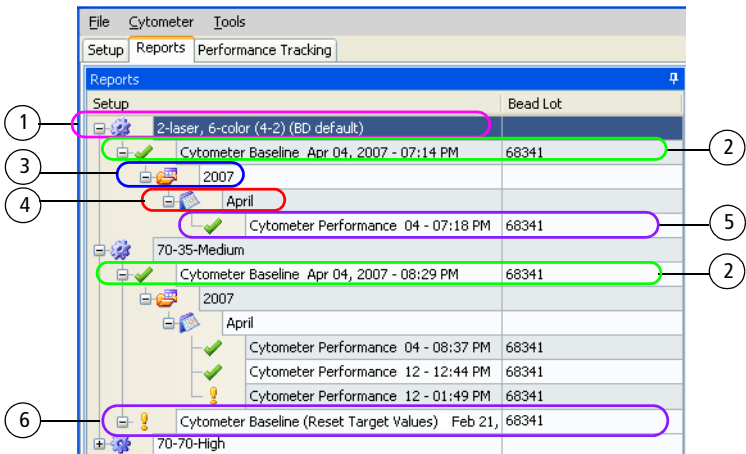 File Cytometer Tools
Setup Reports Performance Tracking
Reports
Setup Bead Lot
1 2-laser, 6-color (4-2) (BD default)
Cytometer Baseline Apr 04, 2007 - 07:14 PM 68341 2
3 2007
4 April
Cytometer Performance 04 - 07:18 PM 68341 5
70-35-Medium
Cytometer Baseline Apr 04, 2007 - 08:29 PM 68341 2
2007
April
Cytometer Performance 04 - 08:37 PM 68341
Cytometer Performance 12 - 12:44 PM 68341
Cytometer Performance 12 - 01:49 PM 68341
6 Cytometer Baseline (Reset Target Values) Feb 21, 68341
70-70-High